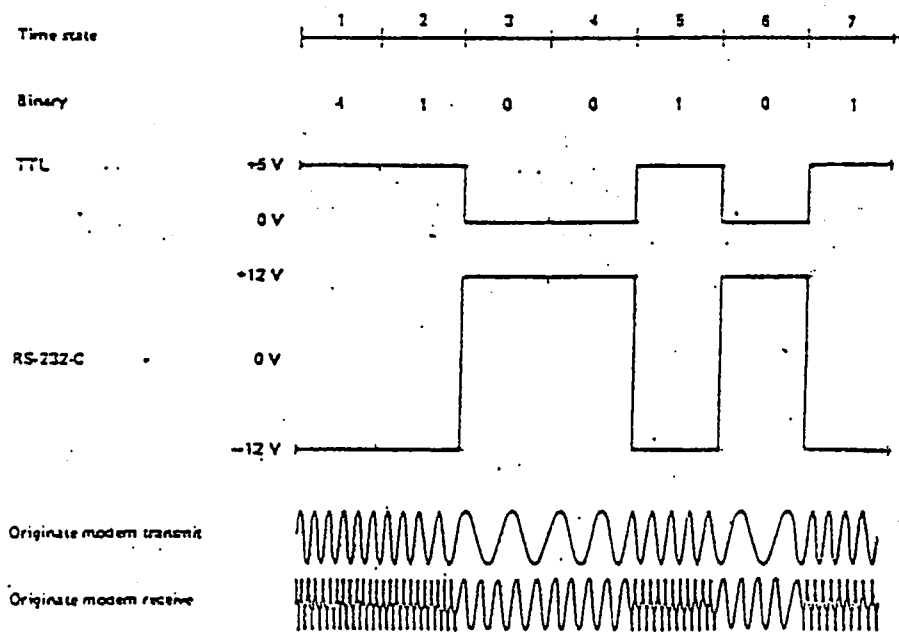 1 2 3 4 5 6 7
Time state
Binary 1 1 0 0 1 0 1
TTL +5 V
0 V
+12 V
RS-232-C 0 V
-12 V
Originate modem transmit
Originate modem receive